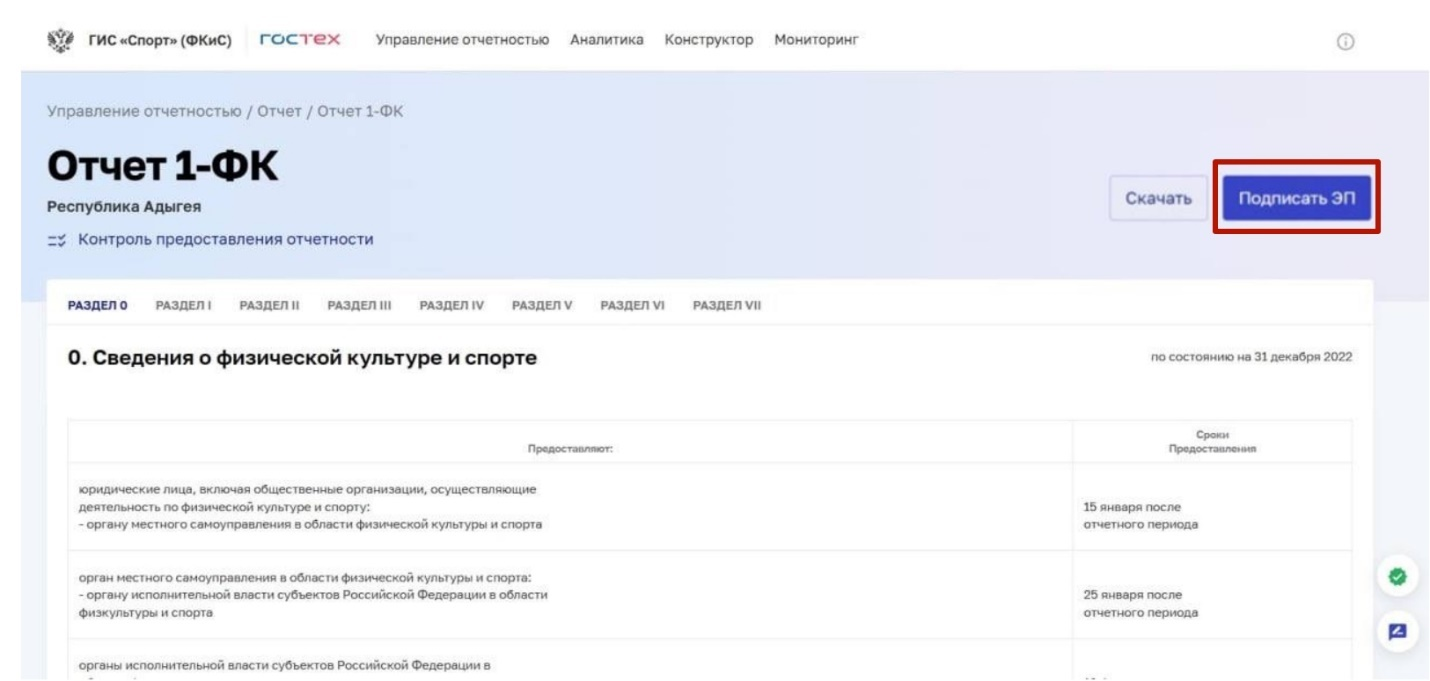 ГИС «Спорт» (ФКиС) ГОСТЕХ Управление отчетностью Аналитика Конструктор Мониторинг
Управление отчетностью / Отчет / Отчет 1-ФК
Отчет 1-ФК
Республика Адыгея
Скачать Подписать ЭП
Контроль предоставления отчетности
РАЗДЕЛ 0 РАЗДЕЛ I РАЗДЕЛ II РАЗДЕЛ III РАЗДЕЛ IV РАЗДЕЛ V РАЗДЕЛ VI РАЗДЕЛ VII
0. Сведения о физической культуре и спорте по состоянию на 31 декабря 2022
Предоставляют:
Сроки
Предоставления
юридические лица, включая общественные организации, осуществляющие
деятельность по физической культуре и спорту:
- органу местного самоуправления в области физической культуры и спорта
15 января после
отчетного периода
орган местного самоуправления в области физической культуры и спорта:
- органу исполнительной власти субъектов Российской Федерации в области
физкультуры и спорта
25 января после
отчетного периода
органы исполнительной власти субъектов Российской Федерации в